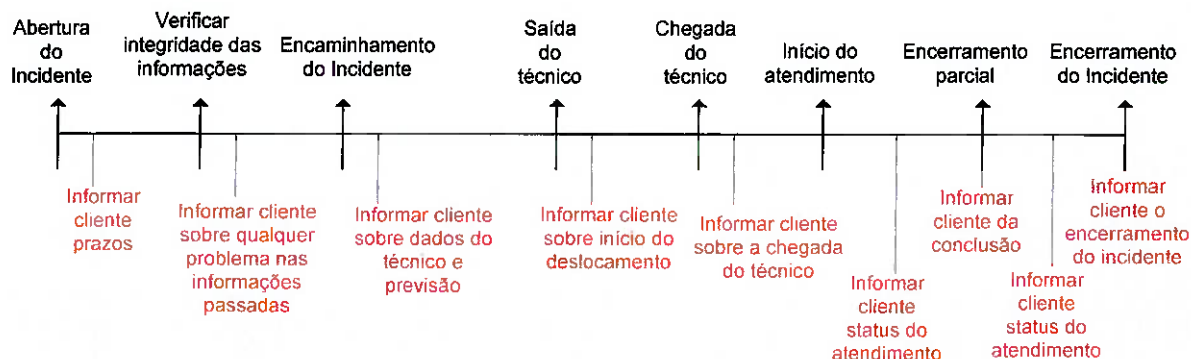 Abertura
do
Incidente
Verificar
integridade das
informações
Encaminhamento
do Incidente
Saída
do
técnico
Chegada
do
técnico
Início do
atendimento
Encerramento
parcial
Encerramento
do Incidente
Informar
cliente
prazos
Informar cliente
sobre qualquer
problema nas
informações
passadas
Informar cliente
sobre dados do
técnico e
previsão
Informar cliente
sobre início do
deslocamento
Informar cliente
sobre a chegada
do técnico
Informar
cliente
status do
atendimento
Informar
cliente da
conclusão
Informar
cliente
status do
atendimento
Informar
cliente o
encerramento
do incidente